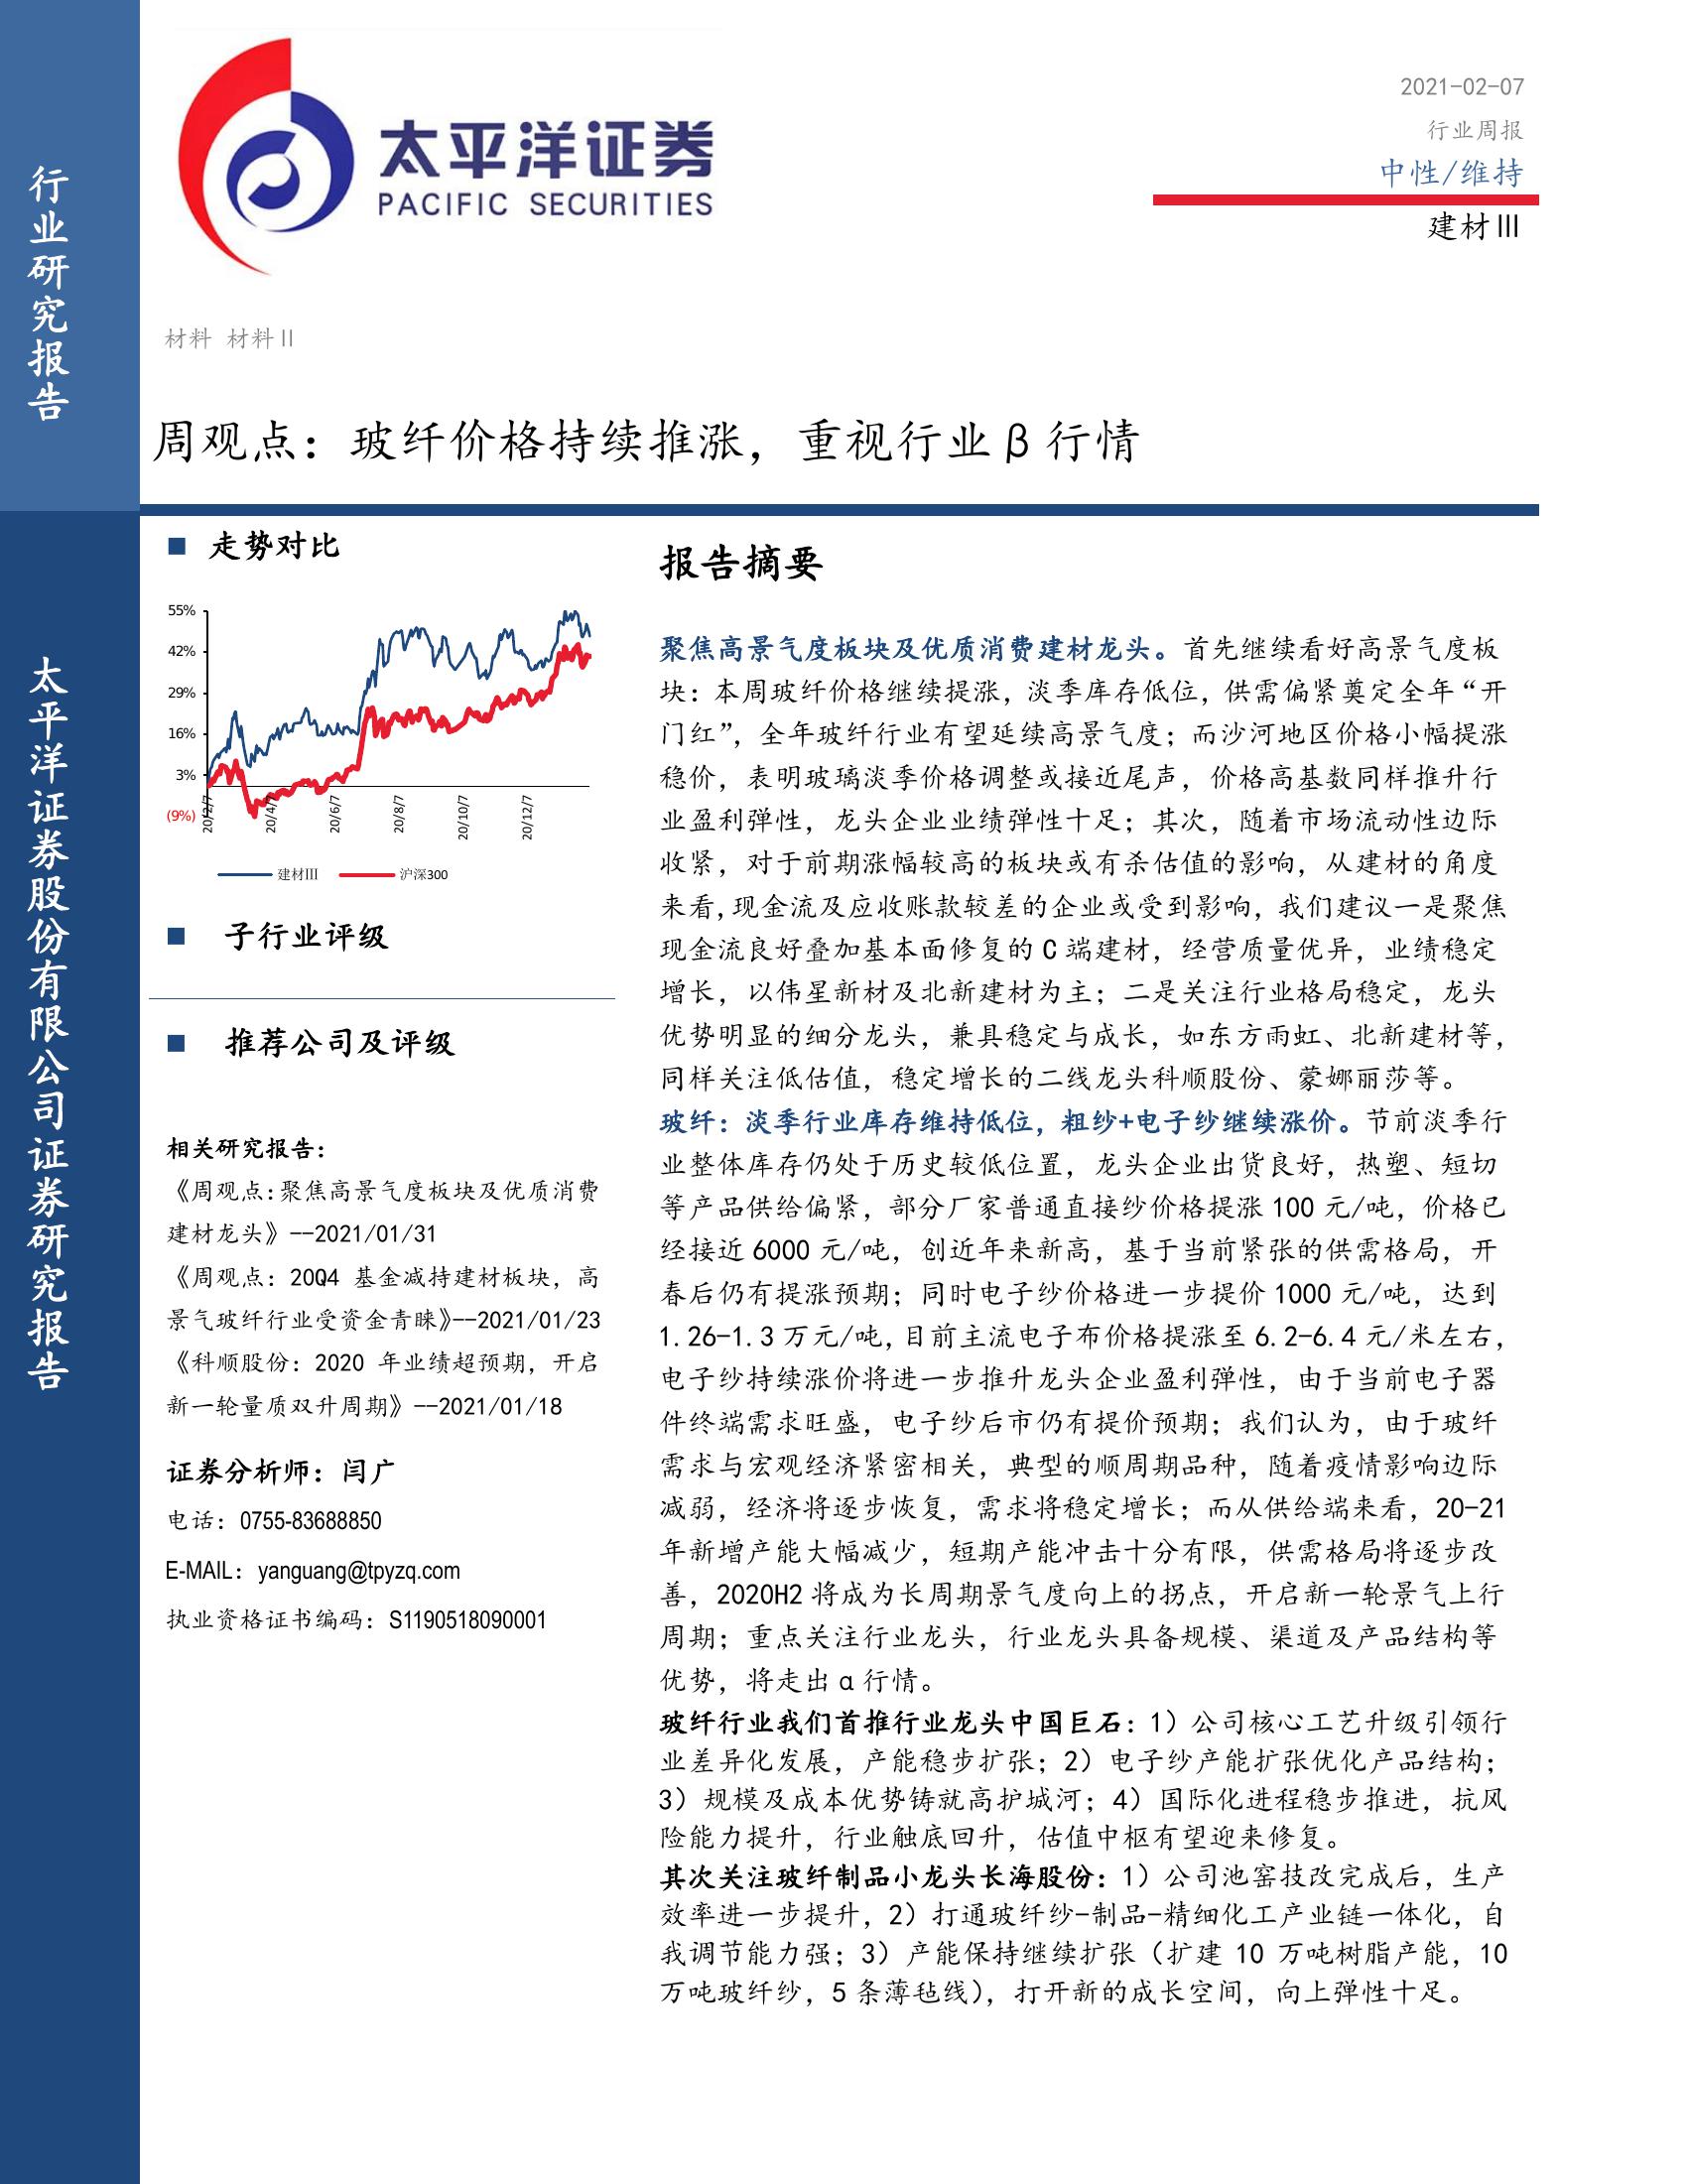 行业研究报告
太平洋证券股份有限公司证券研究报告
太平洋证券
PACIFIC SECURITIES
2021-02-07
行业周报
中性/维持
建材Ⅲ
材料 材料Ⅱ
周观点：玻纤价格持续推涨，重视行业β行情
■ 走势对比
55%
42%
29%
16%
3%
(9%)
20/2/7
20/4/7
20/6/7
20/8/7
20/10/7
20/12/7
建材Ⅲ 沪深300
■ 子行业评级
■ 推荐公司及评级
相关研究报告：
《周观点:聚焦高景气度板块及优质消费
建材龙头》--2021/01/31
《周观点：20Q4 基金减持建材板块，高
景气玻纤行业受资金青睐》--2021/01/23
《科顺股份：2020 年业绩超预期，开启
新一轮量质双升周期》--2021/01/18
证券分析师：闫广
电话：0755-83688850
E-MAIL：yanguang@tpyzq.com
执业资格证书编码：S1190518090001
报告摘要
聚焦高景气度板块及优质消费建材龙头。首先继续看好高景气度板
块：本周玻纤价格继续提涨，淡季库存低位，供需偏紧奠定全年“开
门红”，全年玻纤行业有望延续高景气度；而沙河地区价格小幅提涨
稳价，表明玻璃淡季价格调整或接近尾声，价格高基数同样推升行
业盈利弹性，龙头企业业绩弹性十足；其次，随着市场流动性边际
收紧，对于前期涨幅较高的板块或有杀估值的影响，从建材的角度
来看,现金流及应收账款较差的企业或受到影响，我们建议一是聚焦
现金流良好叠加基本面修复的 C 端建材，经营质量优异，业绩稳定
增长，以伟星新材及北新建材为主；二是关注行业格局稳定，龙头
优势明显的细分龙头，兼具稳定与成长，如东方雨虹、北新建材等，
同样关注低估值，稳定增长的二线龙头科顺股份、蒙娜丽莎等。
玻纤：淡季行业库存维持低位，粗纱+电子纱继续涨价。节前淡季行
业整体库存仍处于历史较低位置，龙头企业出货良好，热塑、短切
等产品供给偏紧，部分厂家普通直接纱价格提涨 100 元/吨，价格已
经接近 6000 元/吨，创近年来新高，基于当前紧张的供需格局，开
春后仍有提涨预期；同时电子纱价格进一步提价 1000 元/吨，达到
1.26-1.3 万元/吨,目前主流电子布价格提涨至 6.2-6.4 元/米左右，
电子纱持续涨价将进一步推升龙头企业盈利弹性，由于当前电子器
件终端需求旺盛，电子纱后市仍有提价预期；我们认为，由于玻纤
需求与宏观经济紧密相关，典型的顺周期品种，随着疫情影响边际
减弱，经济将逐步恢复，需求将稳定增长；而从供给端来看，20-21
年新增产能大幅减少，短期产能冲击十分有限，供需格局将逐步改
善，2020H2 将成为长周期景气度向上的拐点，开启新一轮景气上行
周期；重点关注行业龙头，行业龙头具备规模、渠道及产品结构等
优势，将走出 α 行情。
玻纤行业我们首推行业龙头中国巨石：1）公司核心工艺升级引领行
业差异化发展，产能稳步扩张；2）电子纱产能扩张优化产品结构；
3）规模及成本优势铸就高护城河；4）国际化进程稳步推进，抗风
险能力提升，行业触底回升，估值中枢有望迎来修复。
其次关注玻纤制品小龙头长海股份：1）公司池窑技改完成后，生产
效率进一步提升，2）打通玻纤纱-制品-精细化工产业链一体化，自
我调节能力强；3）产能保持继续扩张（扩建 10 万吨树脂产能，10
万吨玻纤纱，5 条薄毡线），打开新的成长空间，向上弹性十足。